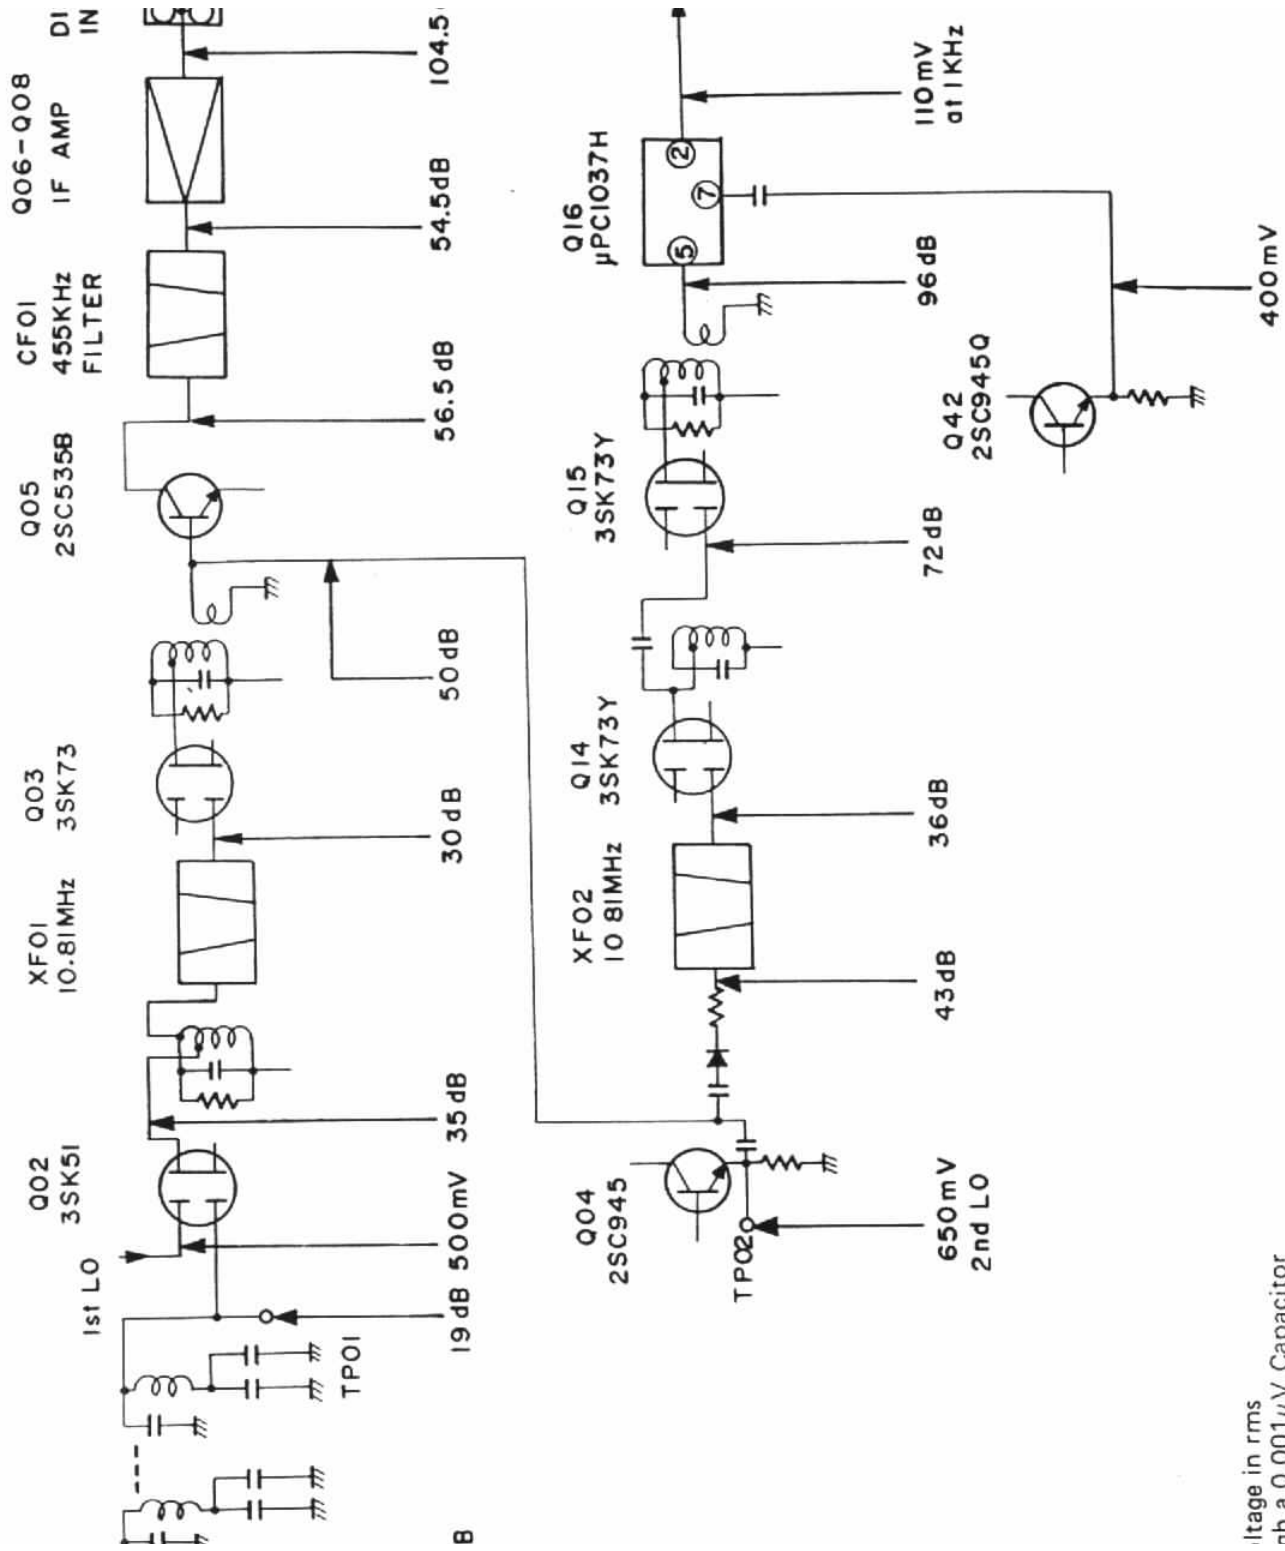 DI
IN
104.5
Q06-Q08
IF AMP
54.5dB
CF01
455KHz
FILTER
56.5dB
Q05
2SC535B
50dB
Q03
3SK73
30dB
XF01
10.81MHz
35dB
Q02
3SK51
1st LO
500mV
19dB
TP01
B
110mV
at 1KHz
Q16
µPC1037H
2
7
5
96dB
400mV
Q42
2SC945Q
Q15
3SK73Y
72dB
Q14
3SK73Y
36dB
XF02
10 81MHz
43dB
Q04
2SC945
TP02
650mV
2nd LO
ltage in rms
gh a 0.001µV Capacitor